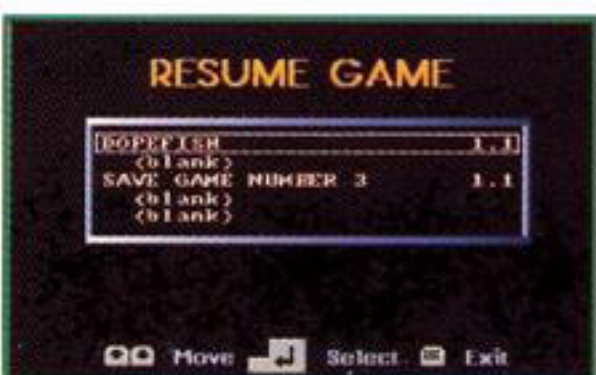 RESUME GAME
DOPEFISH 1.1
(blank)
SAVE GAME NUMBER 3 1.1
(blank)
(blank)
Move Select Exit